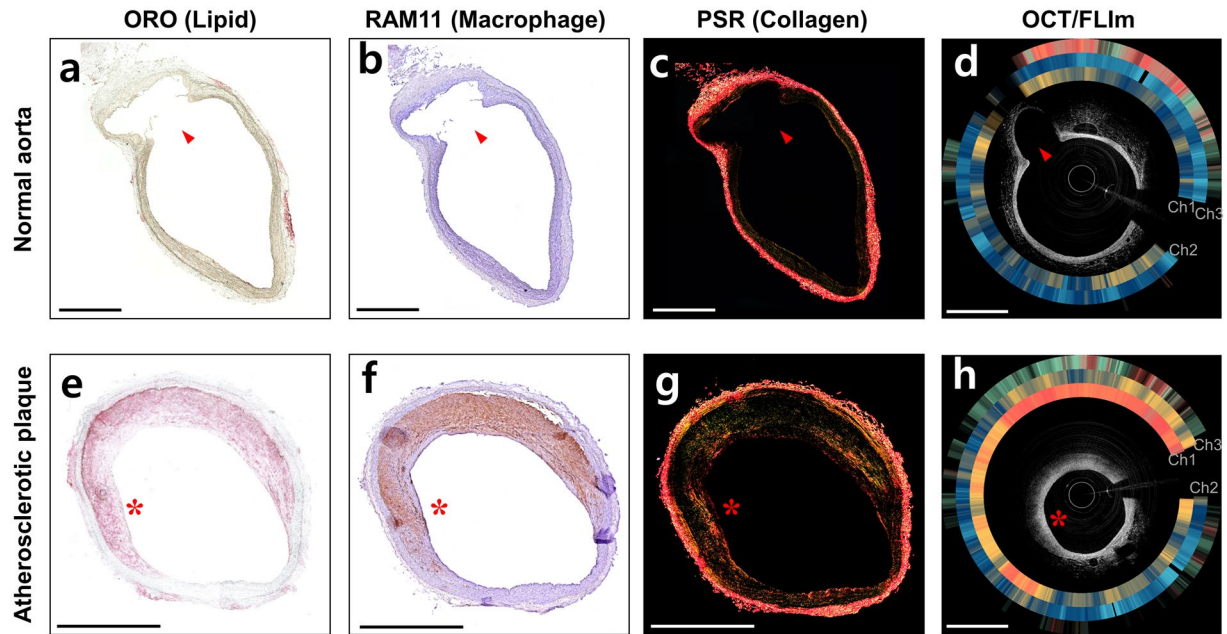 ORO (Lipid)
RAM11 (Macrophage)
PSR (Collagen)
OCT/FLIm
Normal aorta
a
b
c
d
Ch1
Ch3
Ch2
Atherosclerotic plaque
e
f
g
h
Ch3
Ch1
Ch2